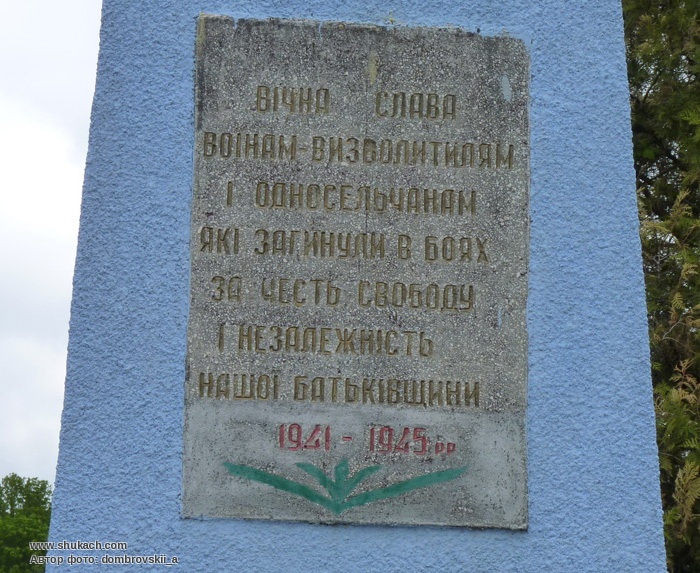 ВІЧНА СЛАВА
ВОІНАМ-ВИЗВОЛИТИЛЯМ
І ОДНОСЕЛЬЧАНАМ
ЯКІ ЗАГИНУЛИ В БОЯХ
ЗА ЧЕСТЬ, СВОБОДУ
І НЕЗАЛЕЖНІСТЬ
НАШОЇ БАТЬКІВЩИНИ
1941 - 1945 рр
www.shukach.com
Автор фото: dombrovskii_a